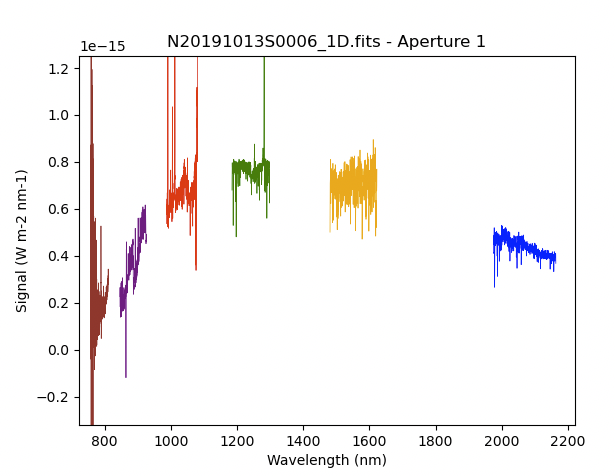 N20191013S0006_1D.fits - Aperture 1
1e−15
1.2
1.0
0.8
0.6
0.4
0.2
0.0
−0.2
Signal (W m-2 nm-1)
800 1000 1200 1400 1600 1800 2000 2200
Wavelength (nm)